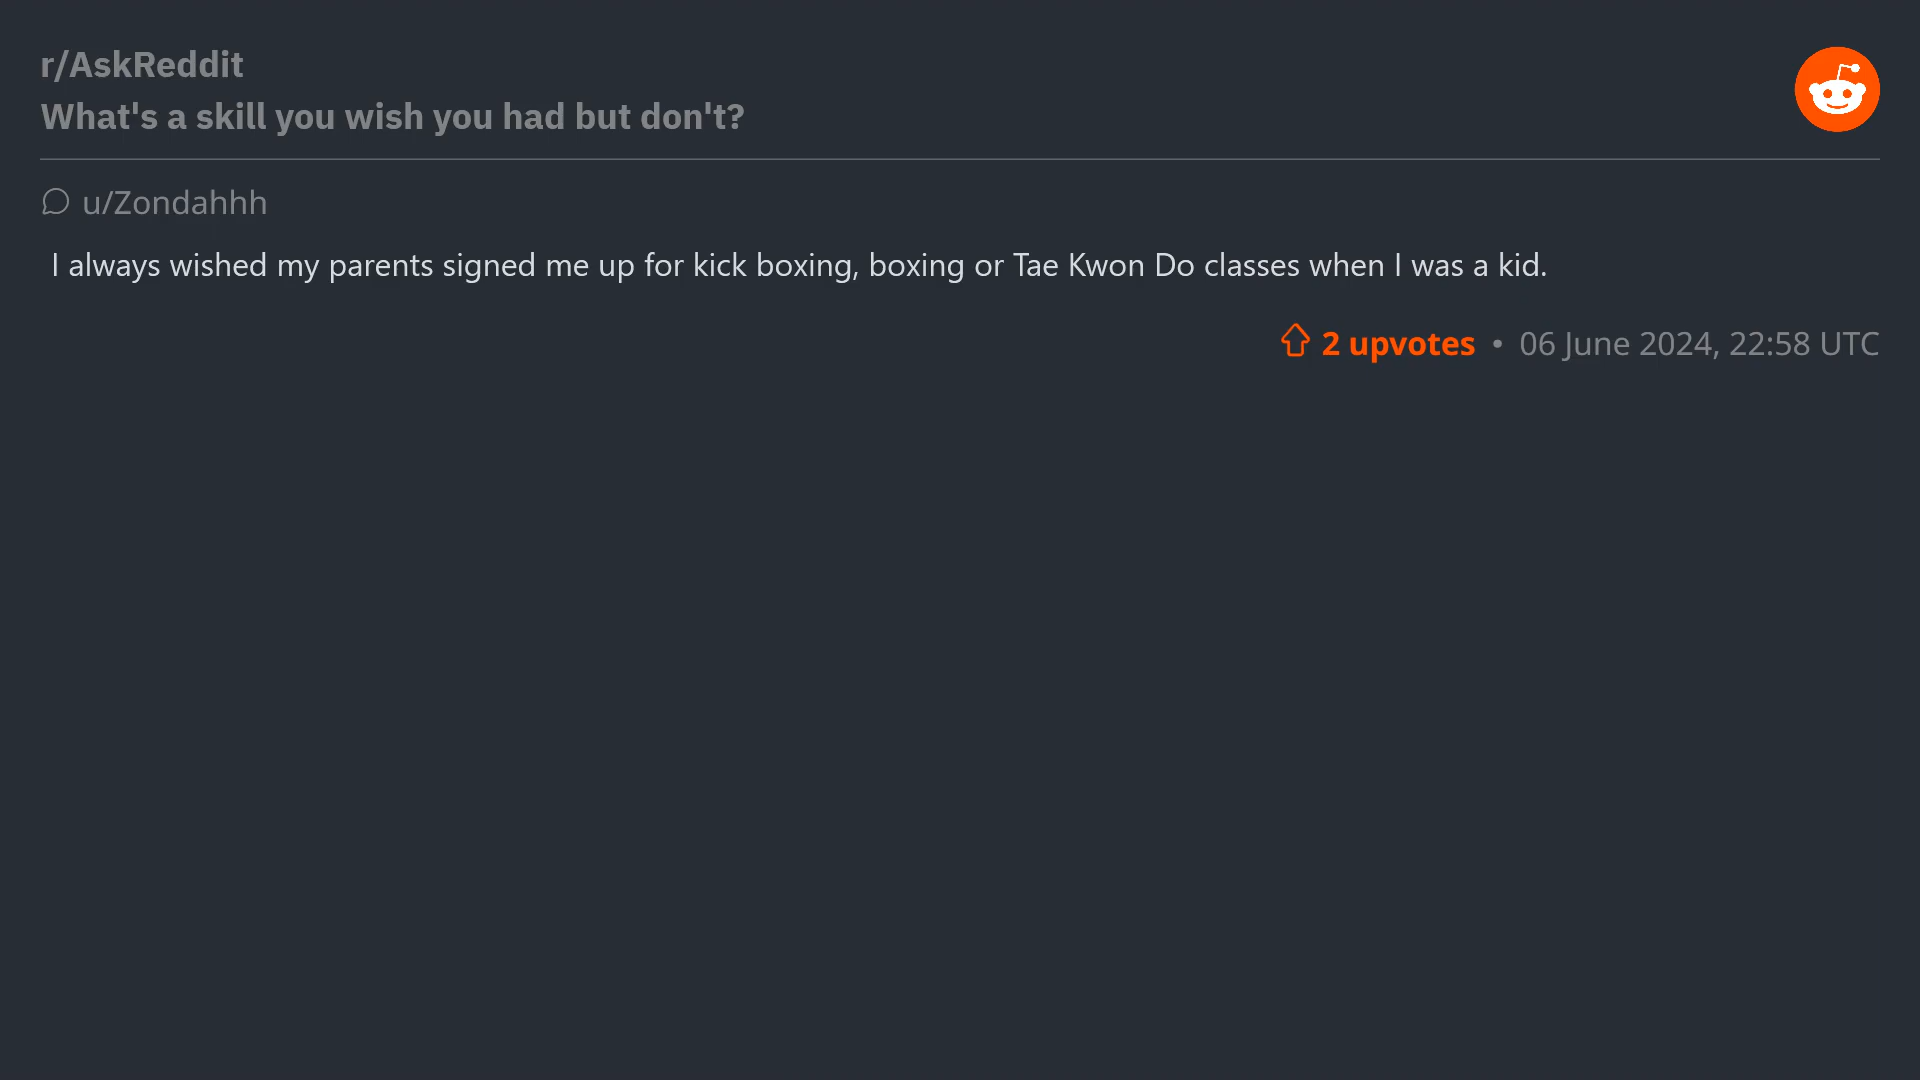 r/AskReddit
What's a skill you wish you had but don't?
u/Zondahhh
I always wished my parents signed me up for kick boxing, boxing or Tae Kwon Do classes when I was a kid.
2 upvotes • 06 June 2024, 22:58 UTC